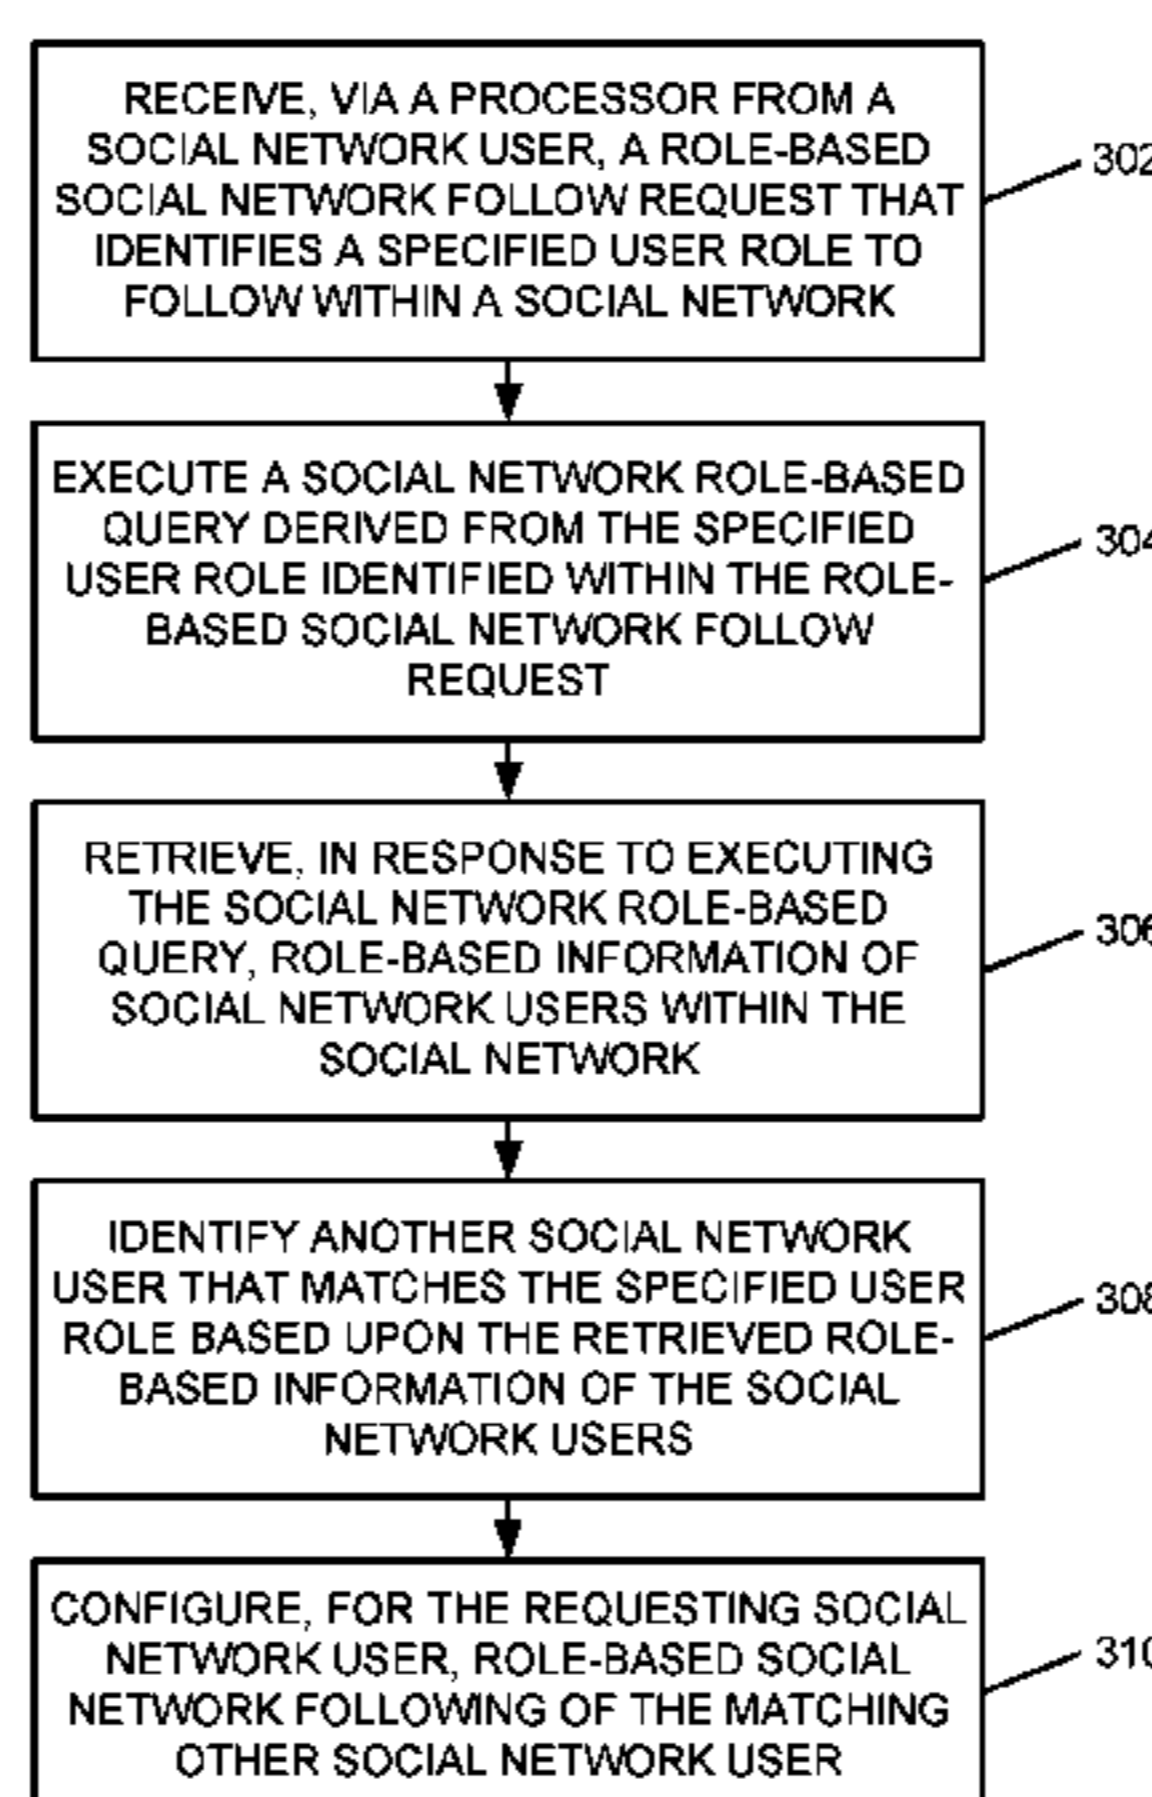 RECEIVE, VIA A PROCESSOR FROM A
SOCIAL NETWORK USER, A ROLE-BASED
SOCIAL NETWORK FOLLOW REQUEST THAT
IDENTIFIES A SPECIFIED USER ROLE TO
FOLLOW WITHIN A SOCIAL NETWORK
302
EXECUTE A SOCIAL NETWORK ROLE-BASED
QUERY DERIVED FROM THE SPECIFIED
USER ROLE IDENTIFIED WITHIN THE ROLE-
BASED SOCIAL NETWORK FOLLOW
REQUEST
304
RETRIEVE, IN RESPONSE TO EXECUTING
THE SOCIAL NETWORK ROLE-BASED
QUERY, ROLE-BASED INFORMATION OF
SOCIAL NETWORK USERS WITHIN THE
SOCIAL NETWORK
306
IDENTIFY ANOTHER SOCIAL NETWORK
USER THAT MATCHES THE SPECIFIED USER
ROLE BASED UPON THE RETRIEVED ROLE-
BASED INFORMATION OF THE SOCIAL
NETWORK USERS
308
CONFIGURE, FOR THE REQUESTING SOCIAL
NETWORK USER, ROLE-BASED SOCIAL
NETWORK FOLLOWING OF THE MATCHING
OTHER SOCIAL NETWORK USER
310